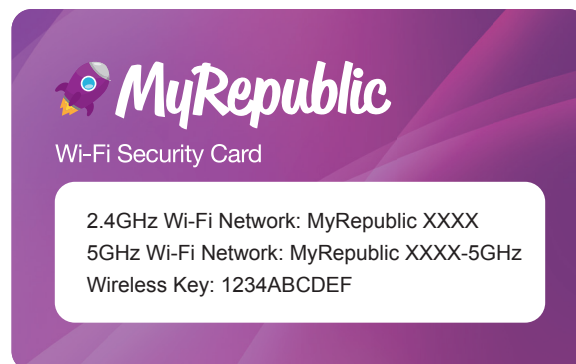 MyRepublic
Wi-Fi Security Card
2.4GHz Wi-Fi Network: MyRepublic XXXX
5GHz Wi-Fi Network: MyRepublic XXXX-5GHz
Wireless Key: 1234ABCDEF